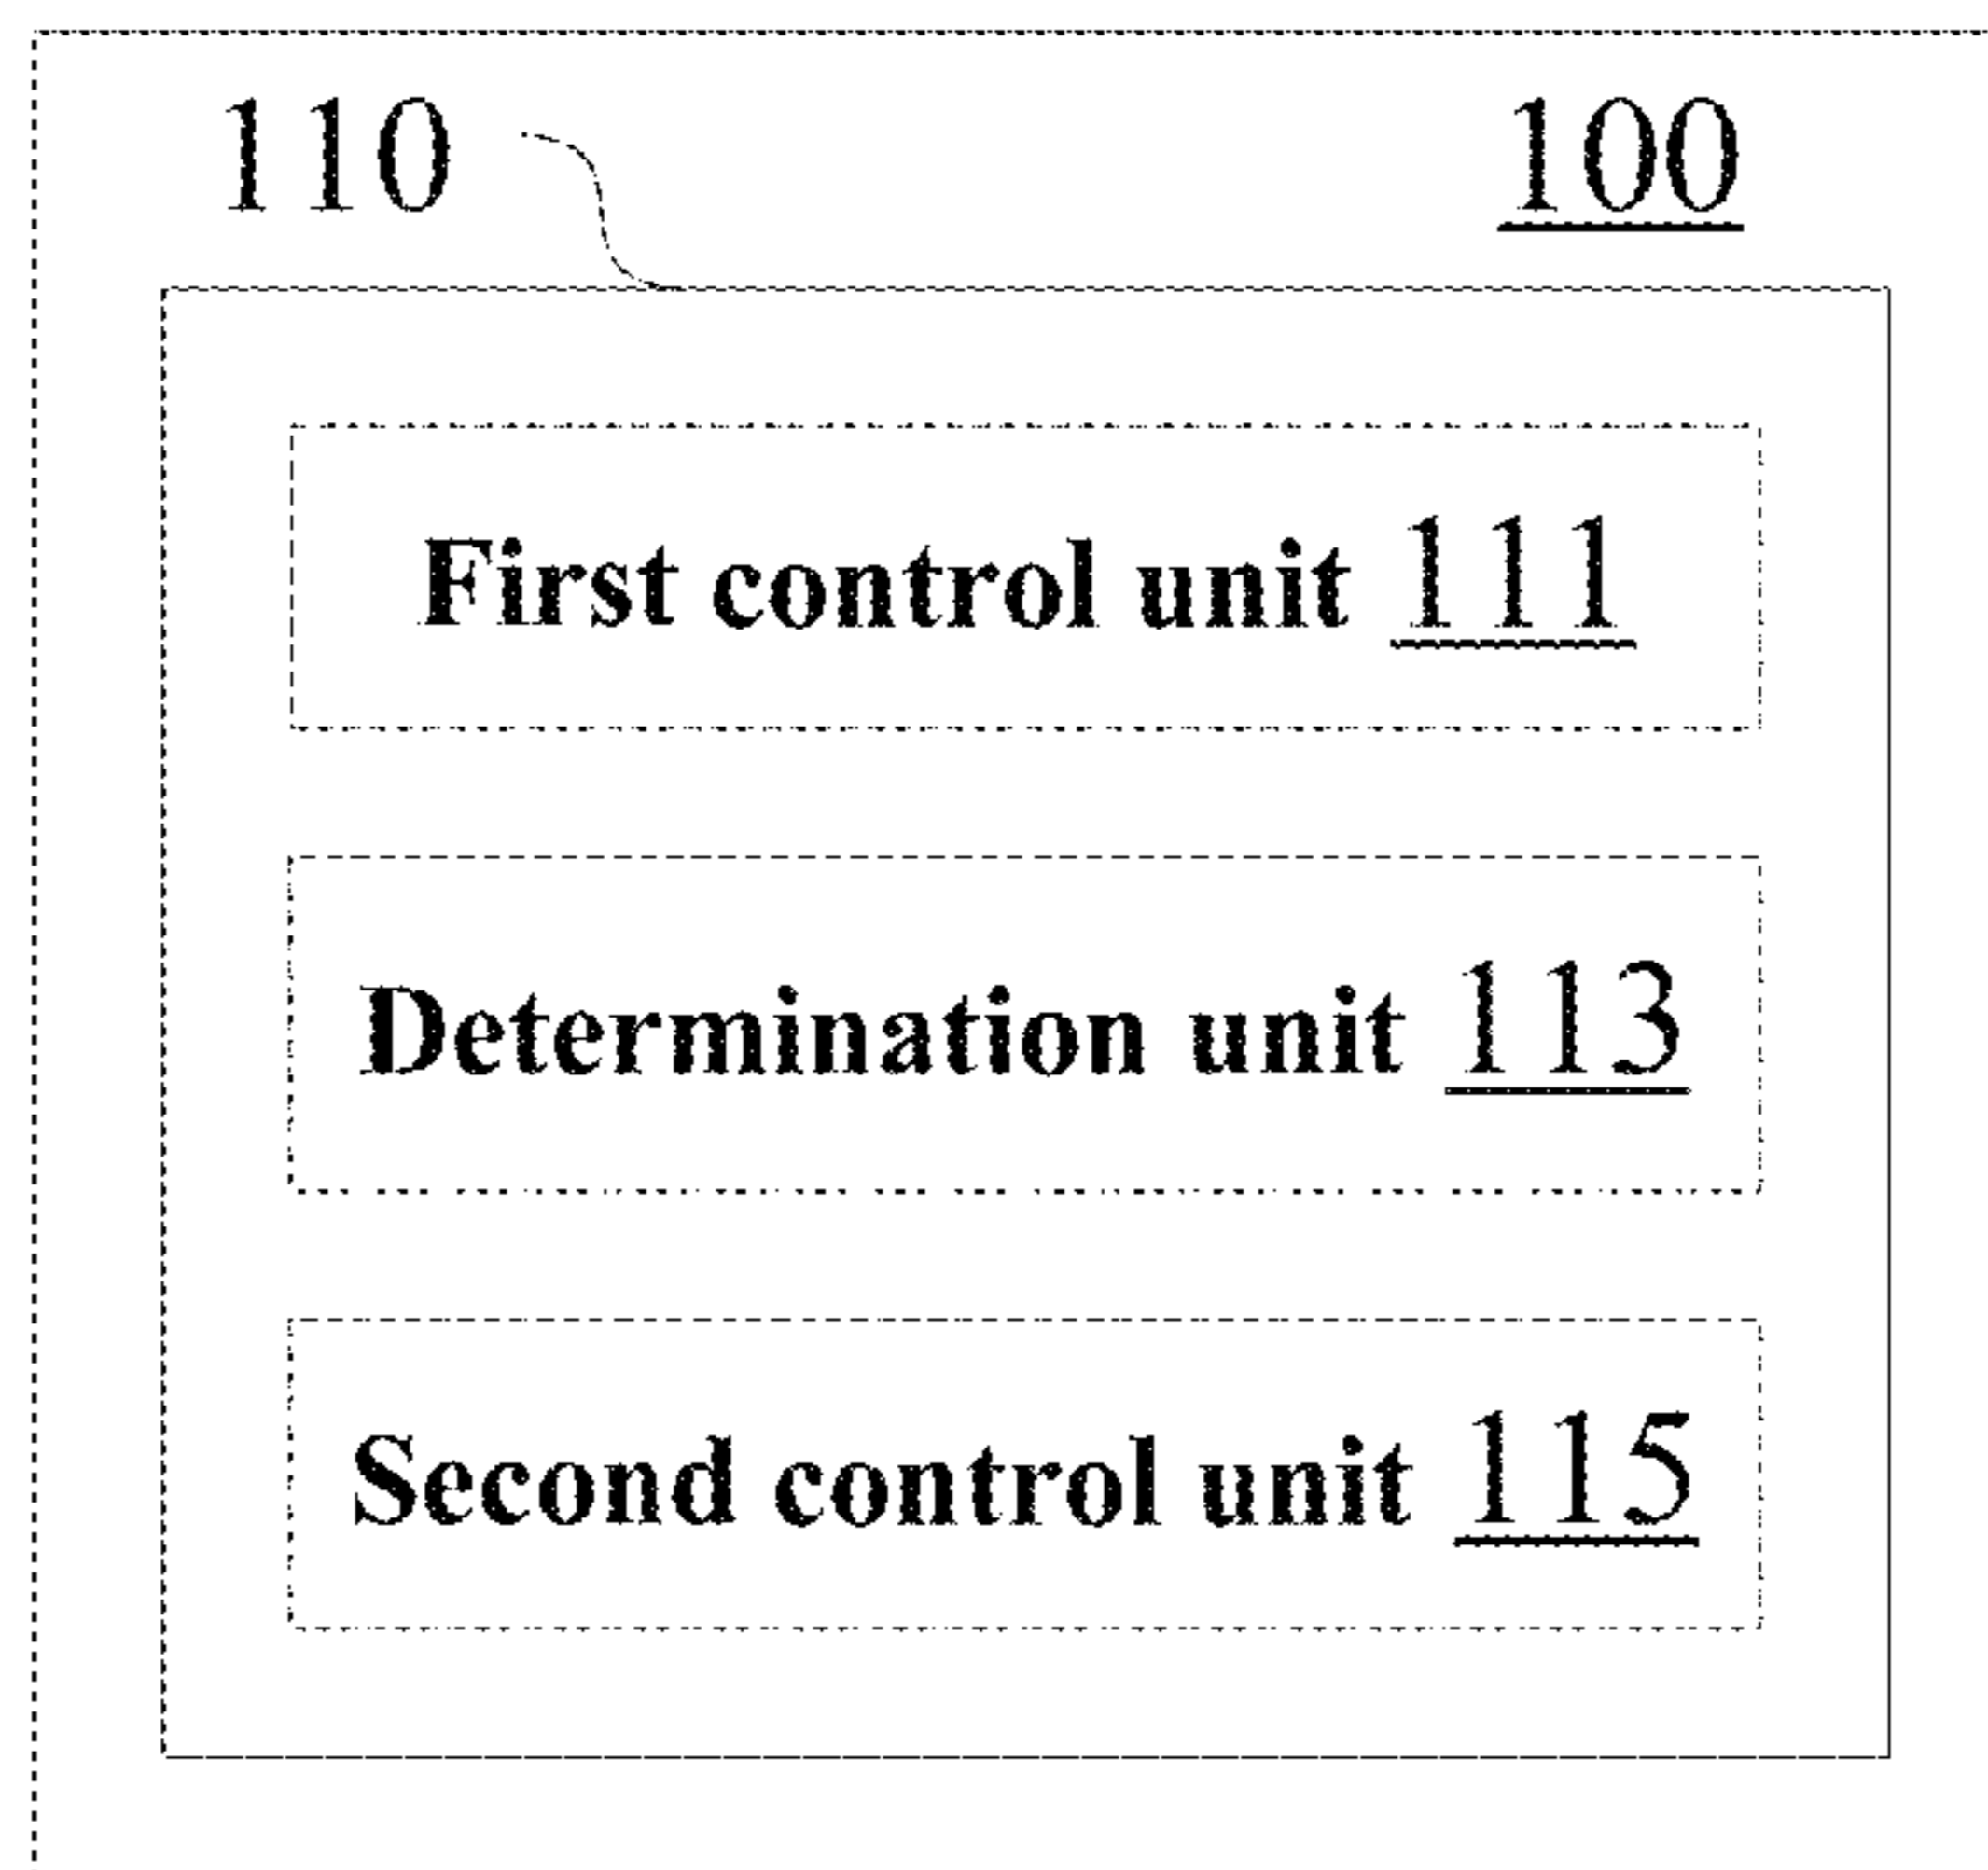 110 100
First control unit 111
Determination unit 113
Second control unit 115